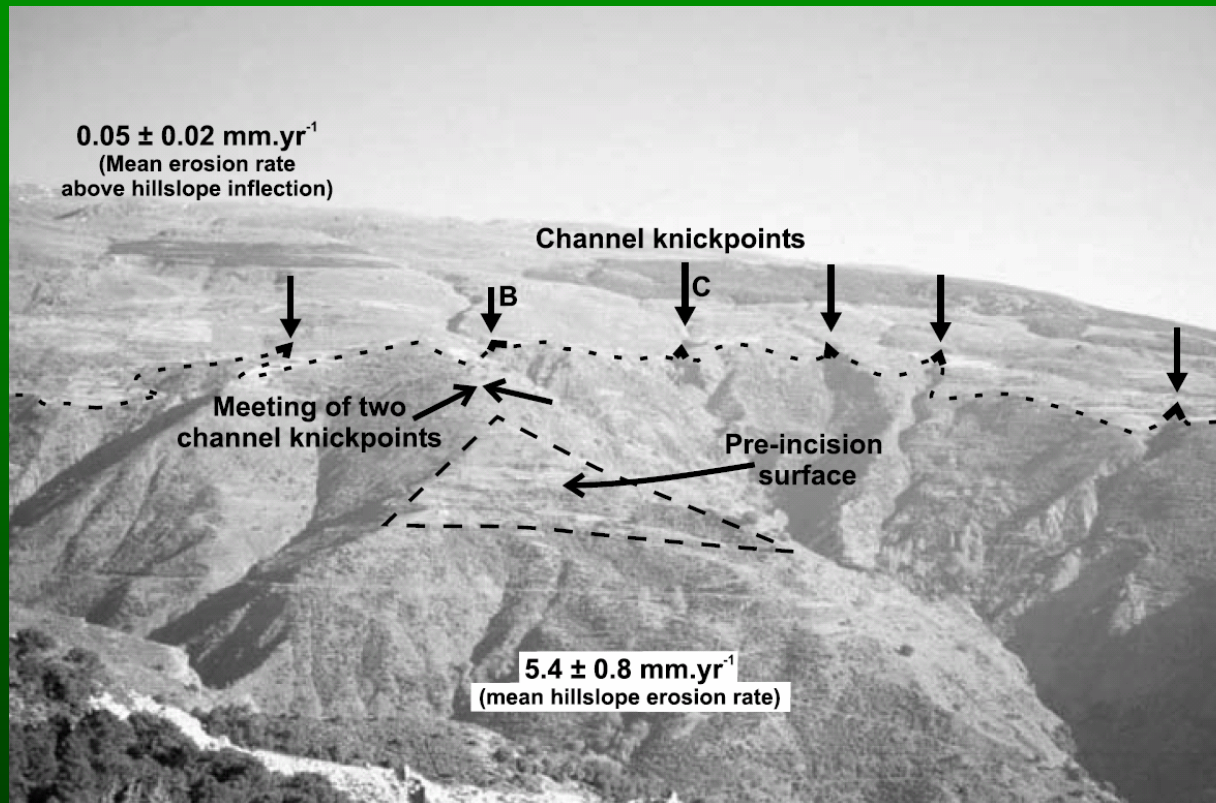 0.05 ± 0.02 mm.yr⁻¹
(Mean erosion rate
above hillslope inflection)
Channel knickpoints
B
C
Meeting of two
channel knickpoints
Pre-incision
surface
5.4 ± 0.8 mm.yr⁻¹
(mean hillslope erosion rate)